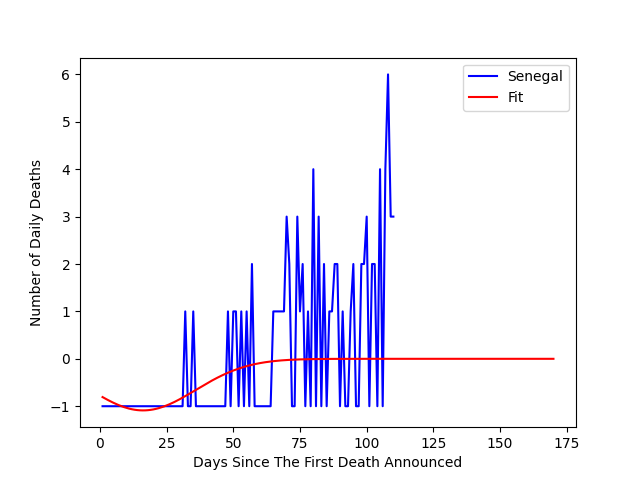 Senegal
Fit
6
5
4
3
2
1
0
−1
Number of Daily Deaths
0 25 50 75 100 125 150 175
Days Since The First Death Announced